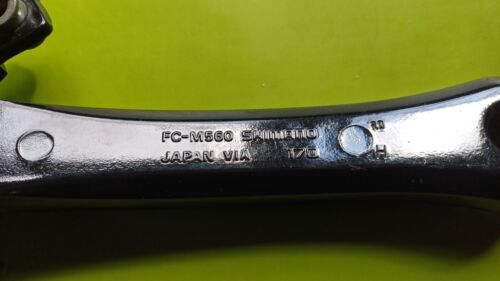 FC-M560 SHIMANO
JAPAN VIA 170
H